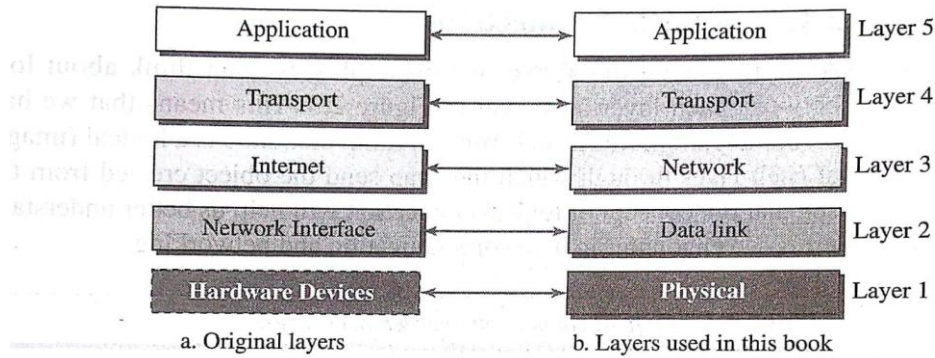 Application Application Layer 5
Transport Transport Layer 4
Internet Network Layer 3
Network Interface Data link Layer 2
Hardware Devices Physical Layer 1
a. Original layers b. Layers used in this book